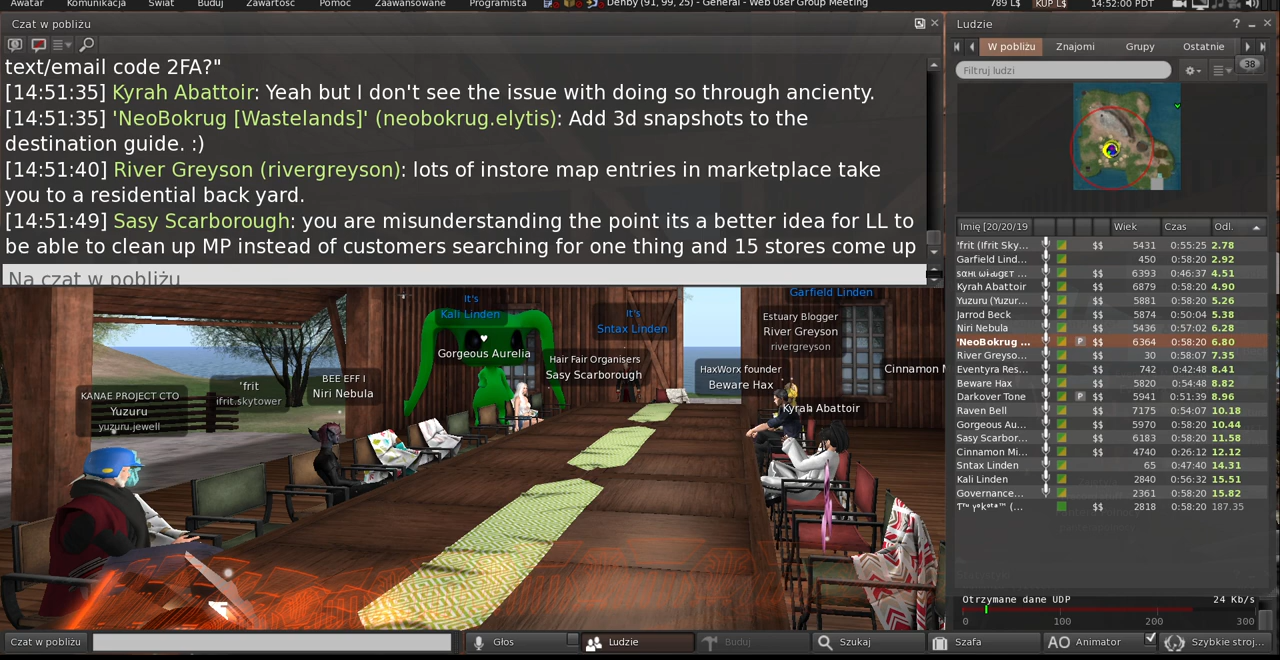 Awatar Komunikacja Świat Buduj Zawartość Pomoc Zaawansowane Programista Denby (91, 99, 25) - General - Web User Group Meeting 789 L$ KUP L$ 14:52:00 PDT
Czat w pobliżu
text/email code 2FA?"
[14:51:35] Kyrah Abattoir: Yeah but I don't see the issue with doing so through ancienty.
[14:51:35] 'NeoBokrug [Wastelands]' (neobokrug.elytis): Add 3d snapshots to the
destination guide. :)
[14:51:40] River Greyson (rivergreyson): lots of instore map entries in marketplace take
you to a residential back yard.
[14:51:49] Sasy Scarborough: you are misunderstanding the point its a better idea for LL to
be able to clean up MP instead of customers searching for one thing and 15 stores come up
Na czat w pobliżu
It's
Kali Linden
It's
Sntax Linden
Garfield Linden
Estuary Blogger
River Greyson
rivergreyson
Gorgeous Aurelia
Hair Fair Organisers
Sasy Scarborough
HaxWorx founder
Beware Hax
Cinnamon M
Kyrah Abattoir
BEE EFF I
Niri Nebula
'frit
ifrit.skytower
KANAE PROJECT CTO
Yuzuru
yuzuru.jewell
Ludzie
W pobliżu Znajomi Grupy Ostatnie
Filtruj ludzi
38
Imię [20/20/19 Wiek Czas Odl.
'frit (Ifrit Sky... $$ 5431 0:55:25 2.78
Garfield Lind... 450 0:58:20 2.92
$$ 6393 0:46:37 4.51
Kyrah Abattoir $$ 6879 0:58:20 4.90
Yuzuru (Yuzur... $$ 5881 0:58:20 5.26
Jarrod Beck $$ 5874 0:50:04 5.38
Niri Nebula $$ 5436 0:57:02 6.28
'NeoBokrug ... P $$ 6364 0:58:20 6.80
River Greyso... 30 0:58:07 7.35
Eventyra Res... 742 0:42:48 8.41
Beware Hax $$ 5820 0:54:48 8.82
Darkover Tone P $$ 5941 0:51:39 8.96
Raven Bell $$ 7175 0:54:07 10.18
Gorgeous Au... $$ 5970 0:58:20 10.44
Sasy Scarbor... $$ 6183 0:58:20 11.58
Cinnamon Mi... $$ 4740 0:26:12 12.12
Sntax Linden 65 0:47:40 14.31
Kali Linden 2840 0:56:32 15.51
Governance... 2361 0:58:20 15.82
$$ 2818 0:58:20 187.35
Otrzymane dane UDP 24 Kb/s
0 100 200 300
Czat w pobliżu Głos Ludzie Buduj Szukaj Szafa AO Animator Szybkie stroj...